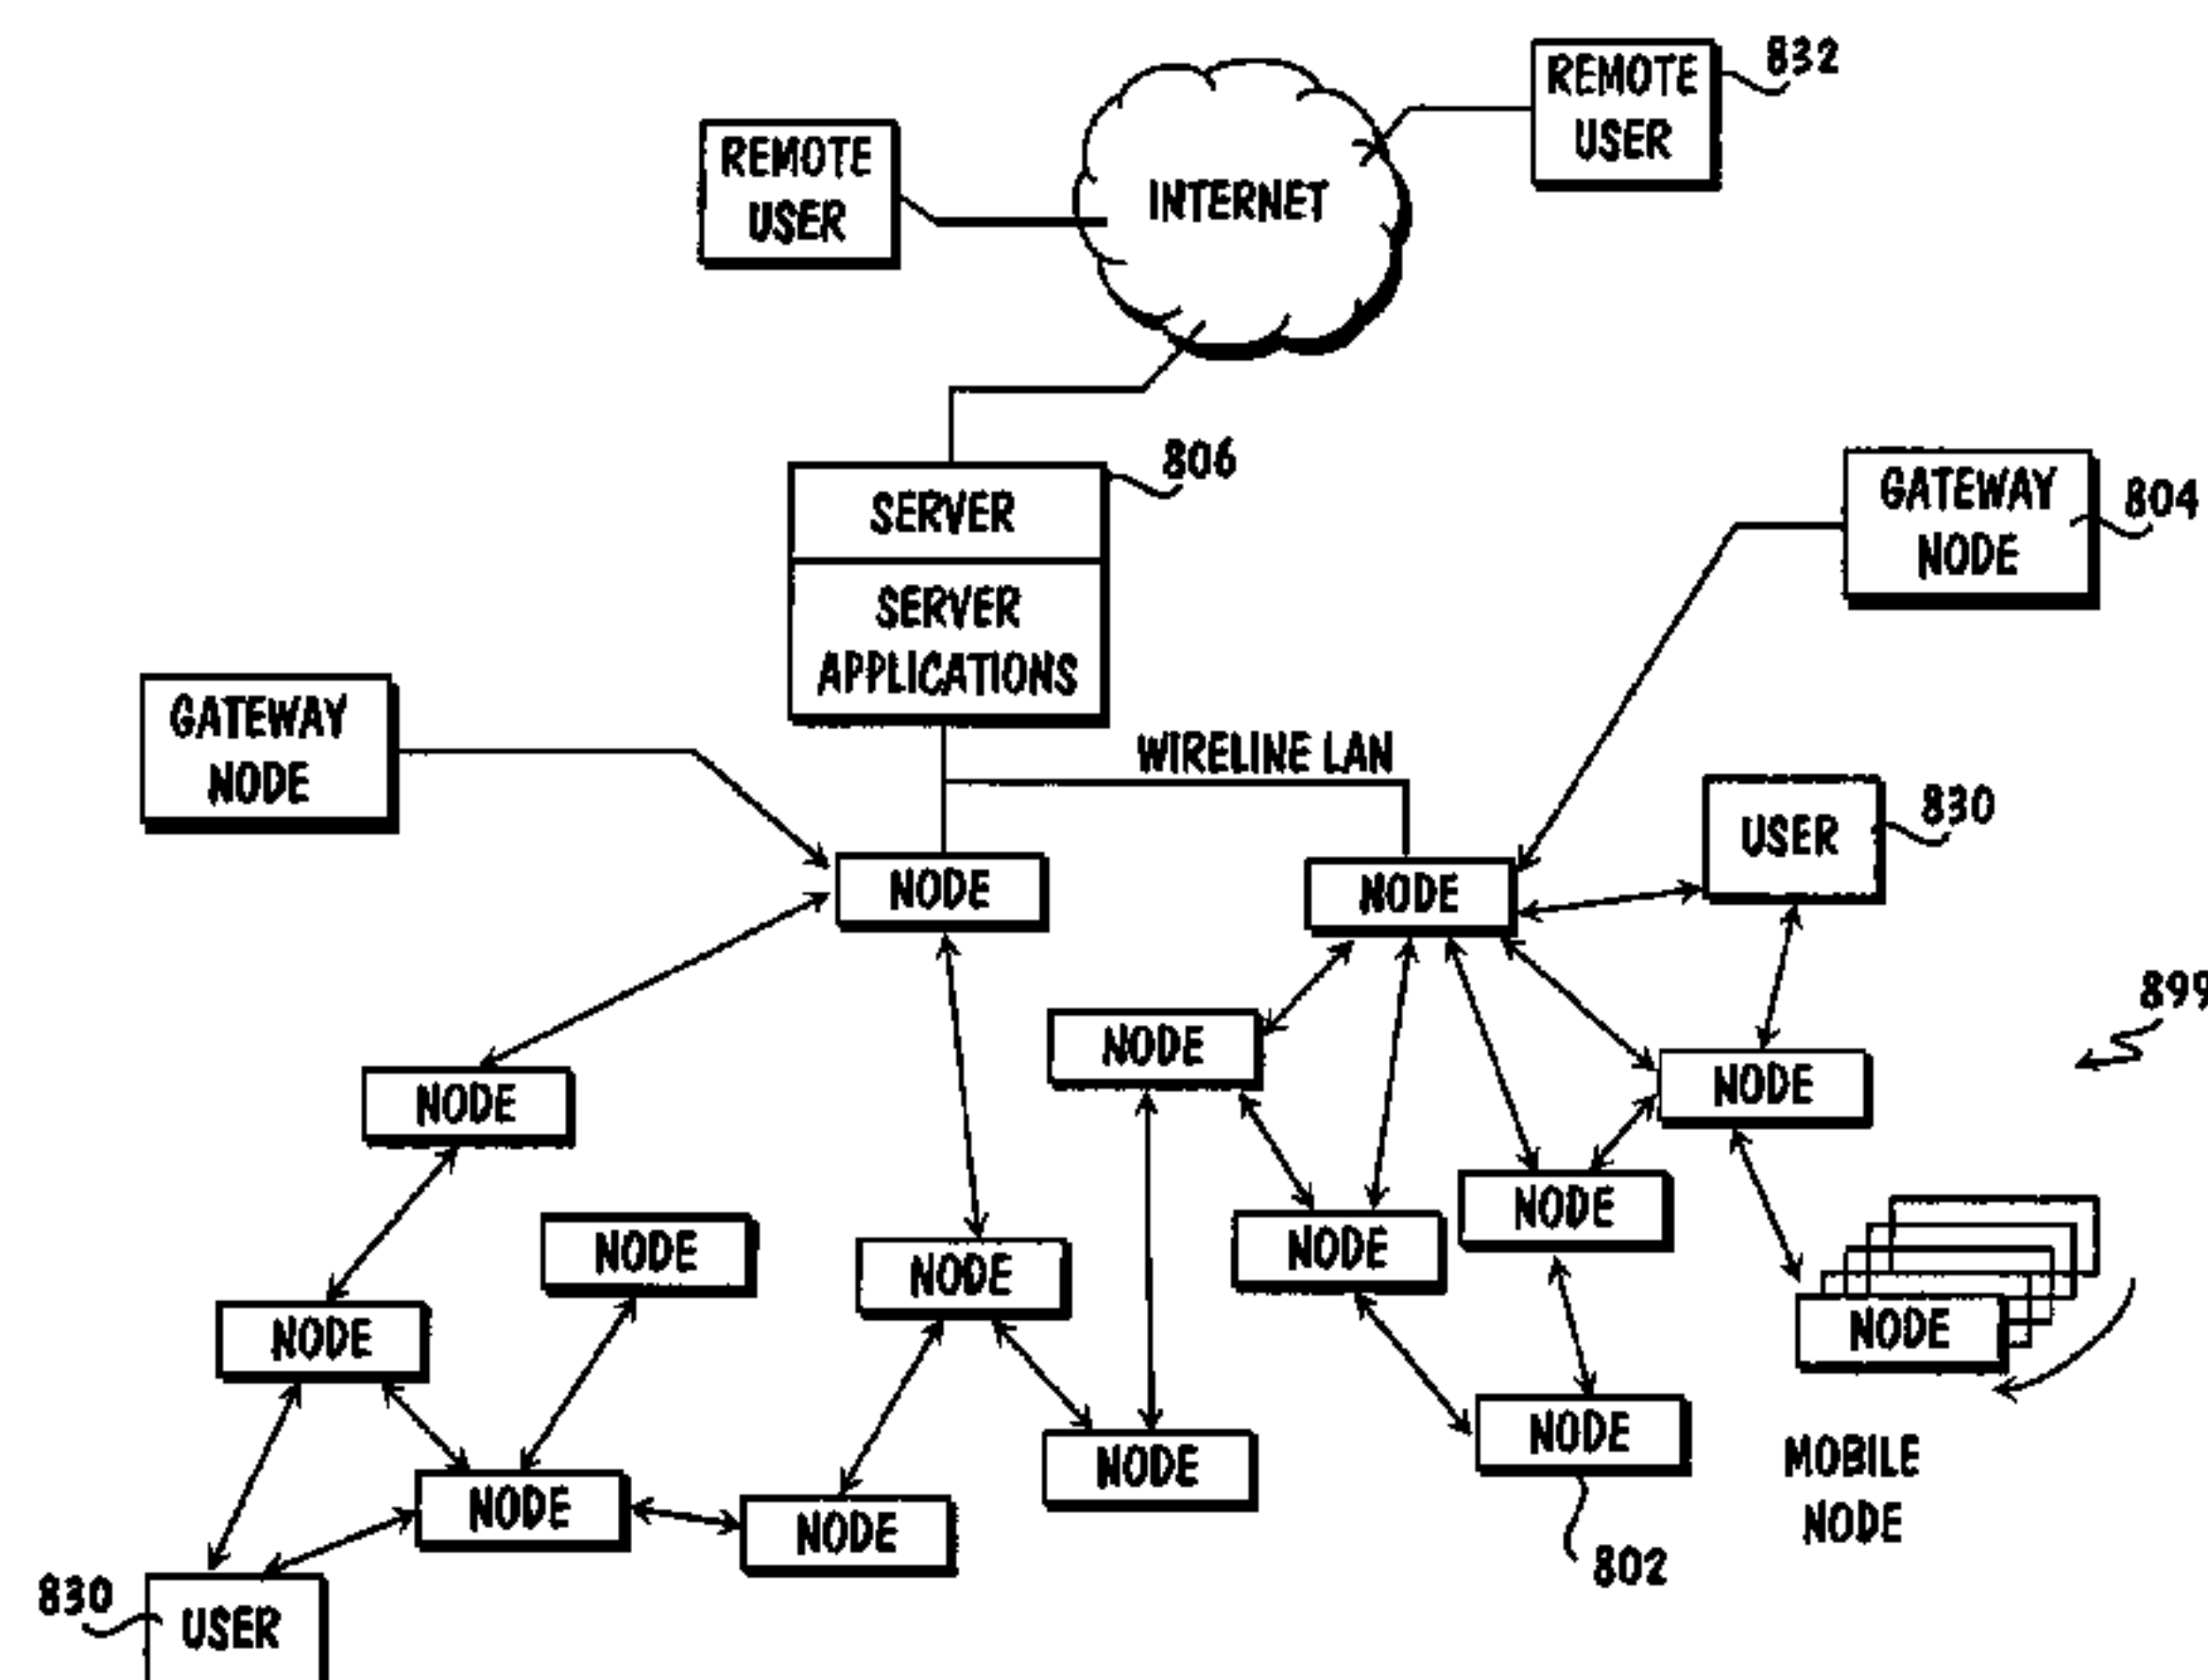 832
REMOTE
USER
REMOTE
USER
INTERNET
806
SERVER
SERVER
APPLICATIONS
GATEWAY
NODE
804
GATEWAY
NODE
WIRELINE LAN
USER
830
NODE
NODE
899
NODE
NODE
NODE
NODE
NODE
NODE
NODE
NODE
NODE
NODE
NODE
NODE
NODE
NODE
MOBILE
NODE
802
830
USER